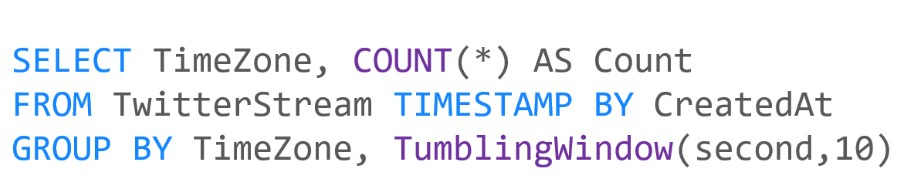 SELECT TimeZone, COUNT(*) AS Count
FROM TwitterStream TIMESTAMP BY CreatedAt
GROUP BY TimeZone, TumblingWindow(second,10)